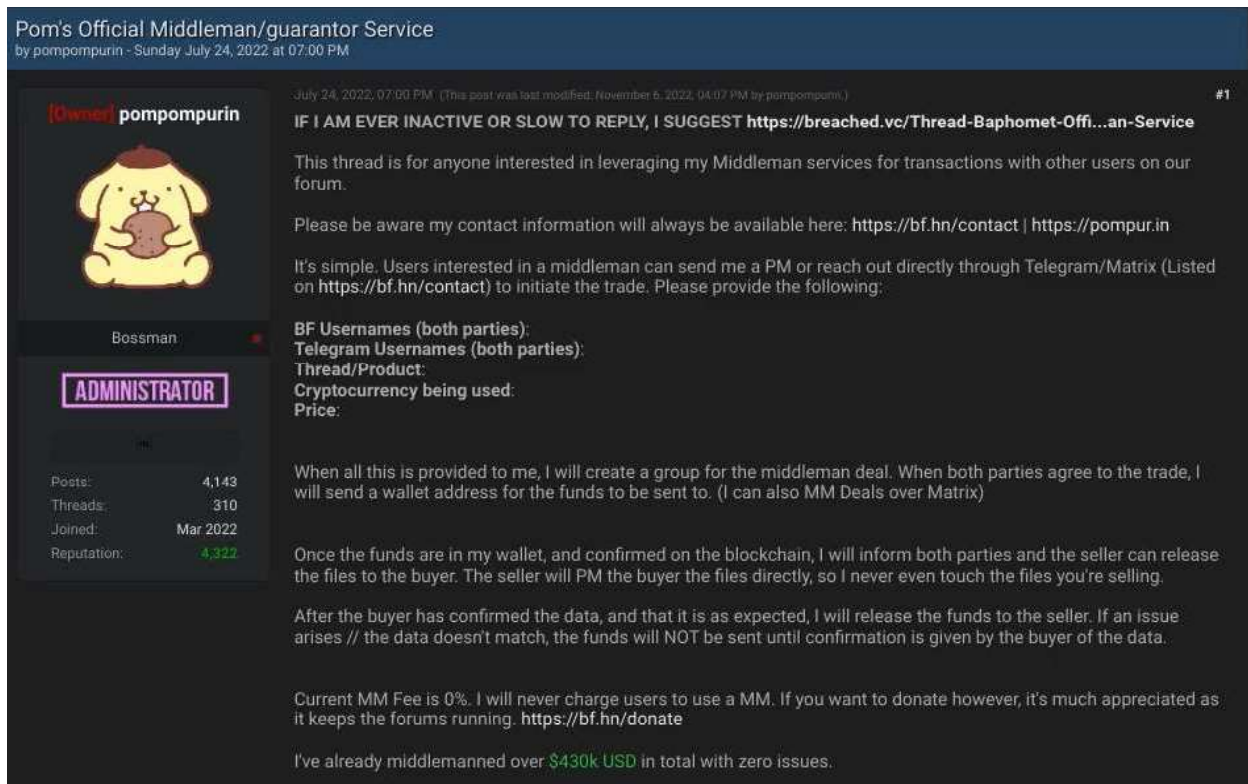 Pom's Official Middleman/guarantor Service
by pompompurin - Sunday July 24, 2022 at 07:00 PM
[Owner] pompompurin
Bossman
ADMINISTRATOR
Posts: 4,143
Threads: 310
Joined: Mar 2022
Reputation: 4,322
July 24, 2022, 07:00 PM (This post was last modified: November 6, 2022, 04:07 PM by pompompurin.)
#1
IF I AM EVER INACTIVE OR SLOW TO REPLY, I SUGGEST https://breached.vc/Thread-Baphomet-Offi...an-Service
This thread is for anyone interested in leveraging my Middleman services for transactions with other users on our
forum.
Please be aware my contact information will always be available here: https://bf.hn/contact | https://pompur.in
It's simple. Users interested in a middleman can send me a PM or reach out directly through Telegram/Matrix (Listed
on https://bf.hn/contact) to initiate the trade. Please provide the following:
BF Usernames (both parties):
Telegram Usernames (both parties):
Thread/Product:
Cryptocurrency being used:
Price:
When all this is provided to me, I will create a group for the middleman deal. When both parties agree to the trade, I
will send a wallet address for the funds to be sent to. (I can also MM Deals over Matrix)
Once the funds are in my wallet, and confirmed on the blockchain, I will inform both parties and the seller can release
the files to the buyer. The seller will PM the buyer the files directly, so I never even touch the files you're selling.
After the buyer has confirmed the data, and that it is as expected, I will release the funds to the seller. If an issue
arises // the data doesn't match, the funds will NOT be sent until confirmation is given by the buyer of the data.
Current MM Fee is 0%. I will never charge users to use a MM. If you want to donate however, it's much appreciated as
it keeps the forums running. https://bf.hn/donate
I've already middlemanned over $430k USD in total with zero issues.